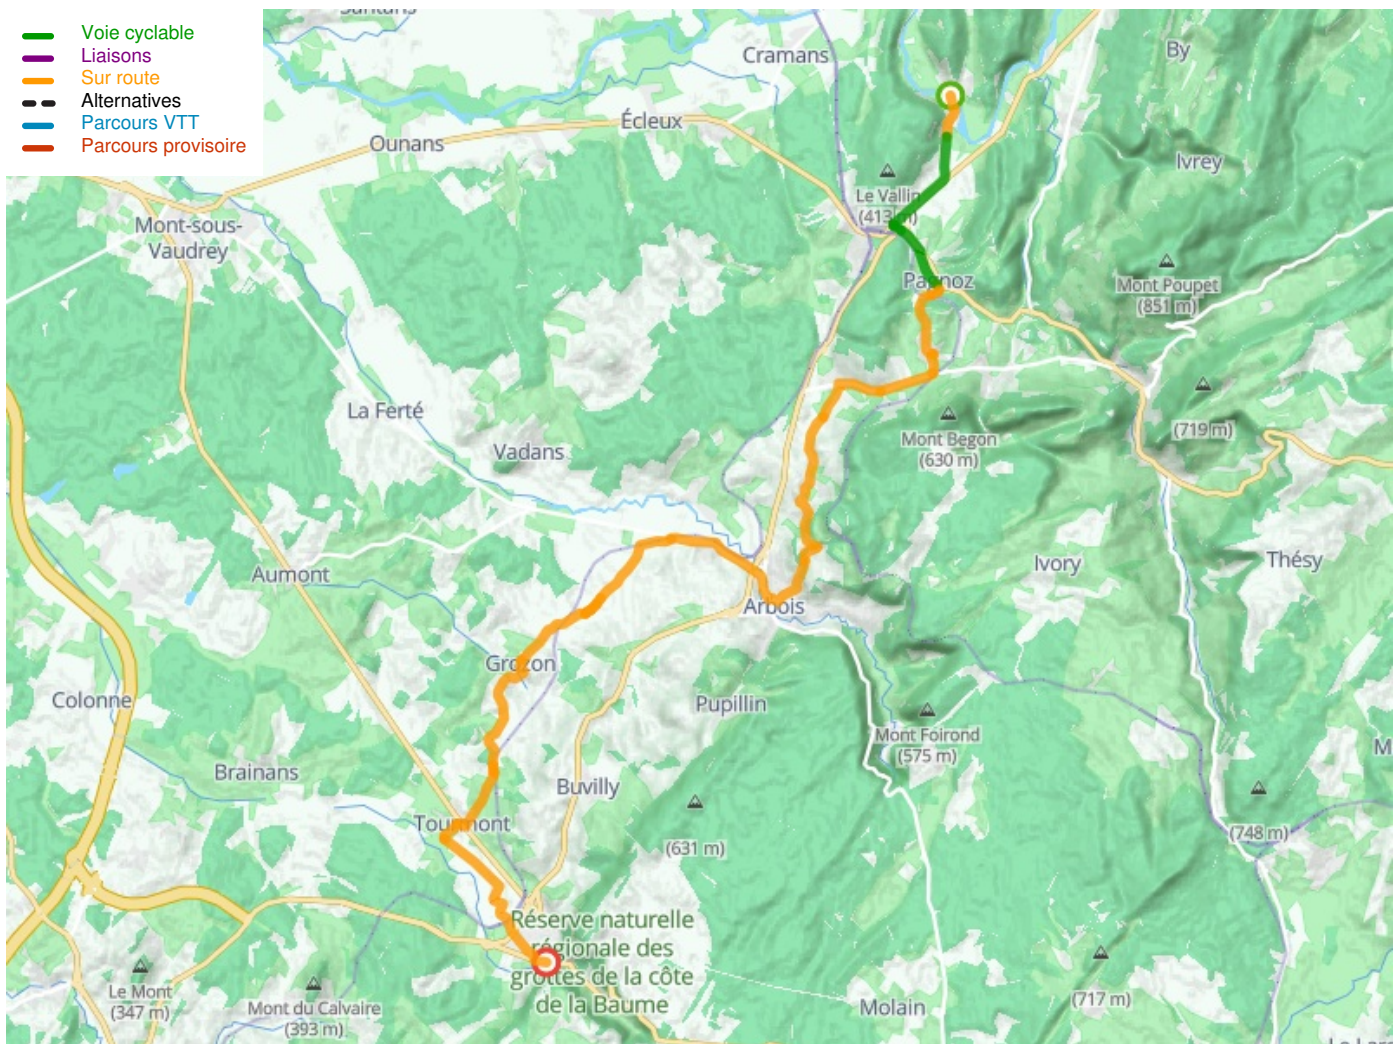 Voie cyclable
Liaisons
Sur route
Alternatives
Parcours VTT
Parcours provisoire
Cramans
By
Écleux
Ounans
Ivrey
Le Vallin
(413 m)
Mont-sous-
Vaudrey
Pagnoz
Mont Poupet
(851 m)
La Ferté
Vadans
Mont Begon
(630 m)
(719 m)
Aumont
Ivory
Thésy
Arbois
Grozon
Colonne
Pupillin
Mont Foirond
(575 m)
Brainans
Buvilly
Tourmont
(631 m)
(748 m)
Réserve naturelle
régionale des
grottes de la côte
de la Baume
Le Mont
(347 m)
Mont du Calvaire
(393 m)
Molain
(717 m)